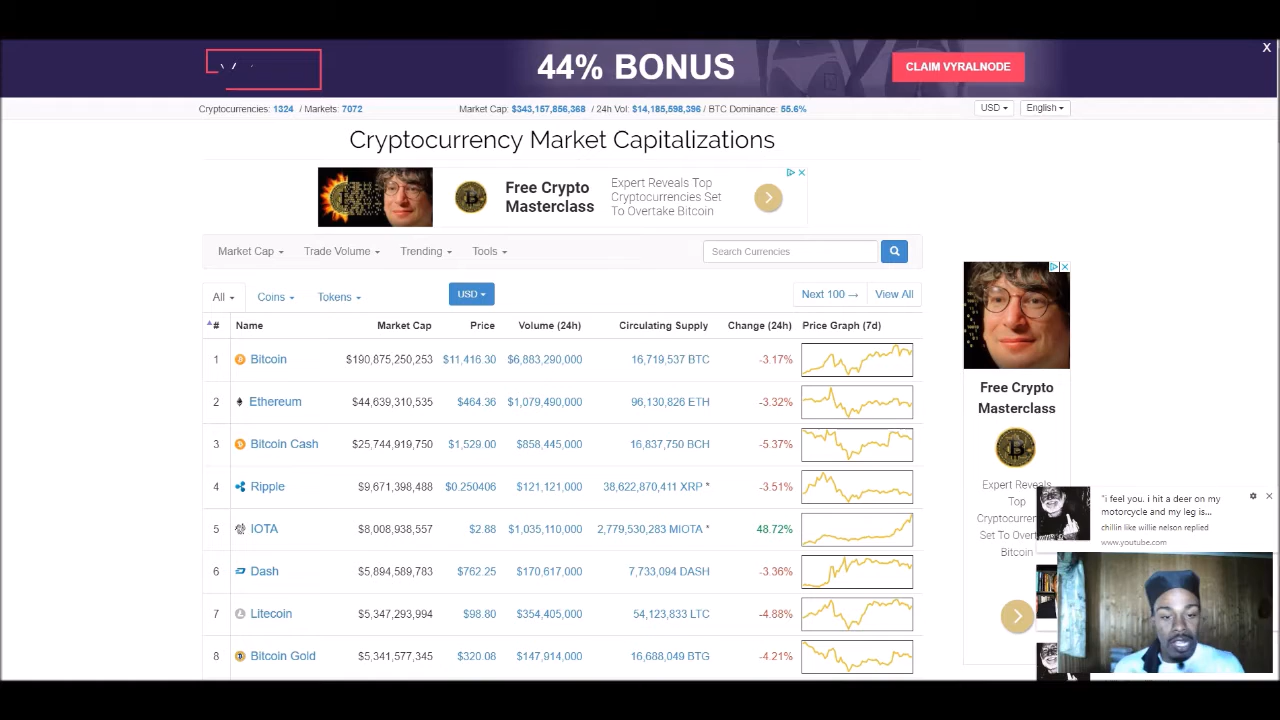 X
44% BONUS
CLAIM VYRALNODE
Cryptocurrencies: 1324 / Markets: 7072
Market Cap: $343,157,856,368 / 24h Vol: $14,185,598,396 / BTC Dominance: 55.6%
USD
English
Cryptocurrency Market Capitalizations
Free Crypto
Masterclass
Expert Reveals Top
Cryptocurrencies Set
To Overtake Bitcoin
Market Cap Trade Volume Trending Tools
Search Currencies
All Coins Tokens
USD
Next 100 → View All
# Name Market Cap Price Volume (24h) Circulating Supply Change (24h) Price Graph (7d)
1 Bitcoin $190,875,250,253 $11,416.30 $6,883,290,000 16,719,537 BTC -3.17%
2 Ethereum $44,639,310,535 $464.36 $1,079,490,000 96,130,826 ETH -3.32%
3 Bitcoin Cash $25,744,919,750 $1,529.00 $858,445,000 16,837,750 BCH -5.37%
4 Ripple $9,671,398,488 $0.250406 $121,121,000 38,622,870,411 XRP * -3.51%
5 IOTA $8,008,938,557 $2.88 $1,035,110,000 2,779,530,283 MIOTA * 48.72%
6 Dash $5,894,589,783 $762.25 $170,617,000 7,733,094 DASH -3.36%
7 Litecoin $5,347,293,994 $98.80 $354,405,000 54,123,833 LTC -4.88%
8 Bitcoin Gold $5,341,577,345 $320.08 $147,914,000 16,688,049 BTG -4.21%
Free Crypto
Masterclass
Expert Reveals
Top
Set
Bitcoin
"i feel you. i hit a deer on my
motorcycle and my leg is...
chillin like willie nelson replied
www.youtube.com